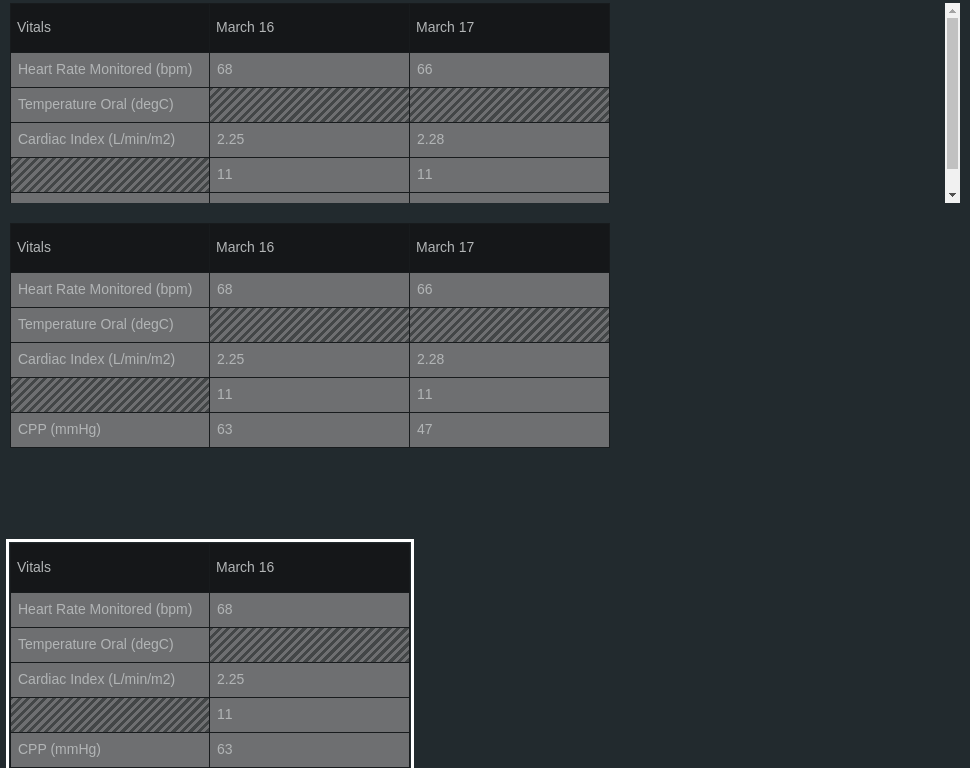 Vitals March 16 March 17
Heart Rate Monitored (bpm) 68 66
Temperature Oral (degC)
Cardiac Index (L/min/m2) 2.25 2.28
11 11
Vitals March 16 March 17
Heart Rate Monitored (bpm) 68 66
Temperature Oral (degC)
Cardiac Index (L/min/m2) 2.25 2.28
11 11
CPP (mmHg) 63 47
Vitals March 16
Heart Rate Monitored (bpm) 68
Temperature Oral (degC)
Cardiac Index (L/min/m2) 2.25
11
CPP (mmHg) 63